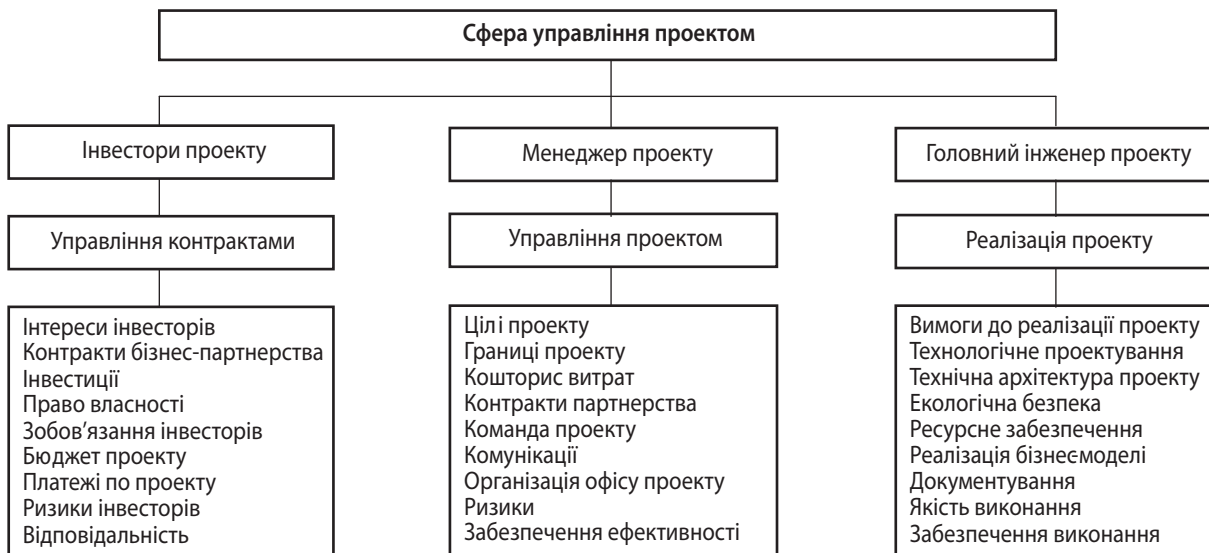 Сфера управління проектом
Інвестори проекту
Менеджер проекту
Головний інженер проекту
Управління контрактами
Управління проектом
Реалізація проекту
Інтереси інвесторів
Контракти бізнес-партнерства
Інвестиції
Право власності
Зобов'язання інвесторів
Бюджет проекту
Платежі по проекту
Ризики інвесторів
Відповідальність
Цілі проекту
Границі проекту
Кошторис витрат
Контракти партнерства
Команда проекту
Комунікації
Організація офісу проекту
Ризики
Забезпечення ефективності
Вимоги до реалізації проекту
Технологічне проектування
Технічна архітектура проекту
Екологічна безпека
Ресурсне забезпечення
Реалізація бізнесмоделі
Документування
Якість виконання
Забезпечення виконання